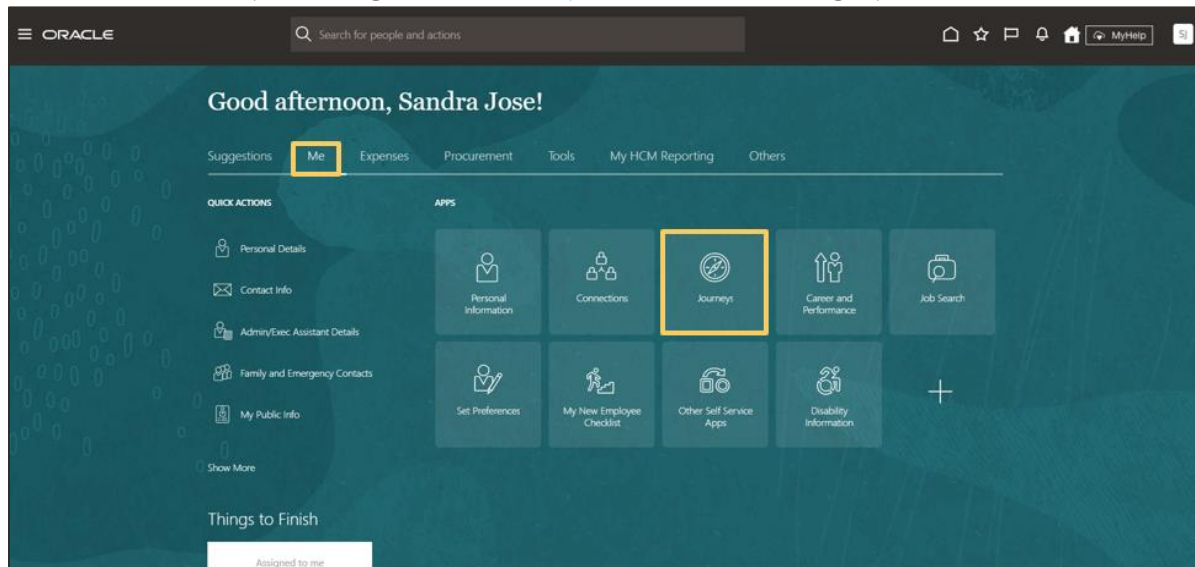 ORACLE
Search for people and actions
MyHelp
SJ
Good afternoon, Sandra Jose!
Suggestions Me Expenses Procurement Tools My HCM Reporting Others
QUICK ACTIONS
APPS
Personal Details
Contact Info
Admin/Exec Assistant Details
Family and Emergency Contacts
My Public Info
Show More
Personal
Information
Connections
Journeys
Career and
Performance
Job Search
Set Preferences
My New Employee
Checklist
Other Self Service
Apps
Disability
Information
Things to Finish
Assigned to me